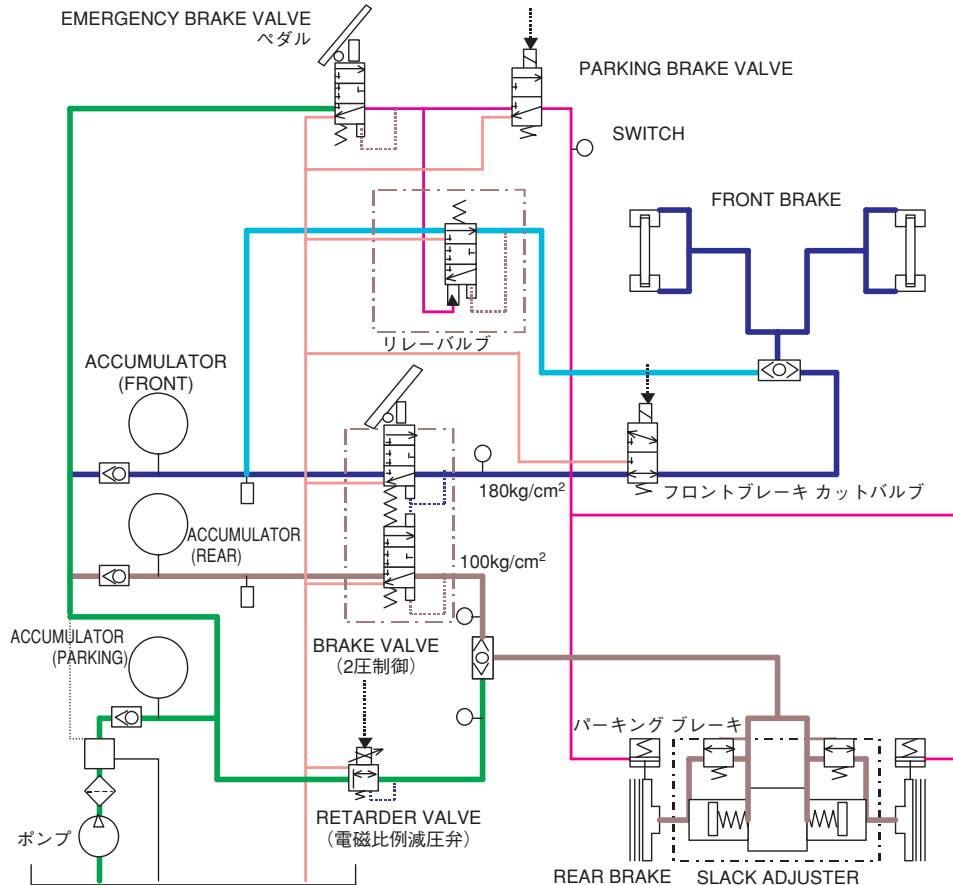 EMERGENCY BRAKE VALVE
ペダル
PARKING BRAKE VALVE
SWITCH
FRONT BRAKE
リレーバルブ
ACCUMULATOR
(FRONT)
180kg/cm²
フロントブレーキ カットバルブ
ACCUMULATOR
(REAR)
100kg/cm²
ACCUMULATOR
(PARKING)
BRAKE VALVE
（2圧制御）
パーキング ブレーキ
RETARDER VALVE
（電磁比例減圧弁）
ポンプ
REAR BRAKE
SLACK ADJUSTER